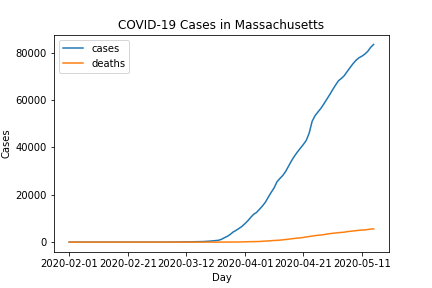 COVID-19 Cases in Massachusetts
cases
deaths
80000
60000
40000
20000
0
Cases
2020-02-01 2020-02-21 2020-03-12 2020-04-01 2020-04-21 2020-05-11
Day